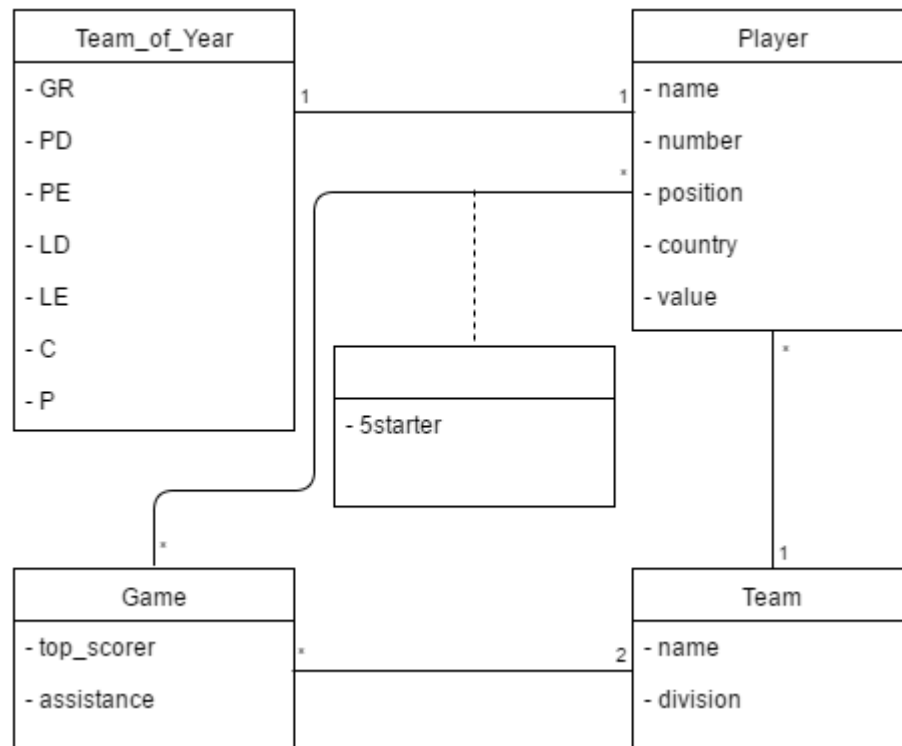 Team_of_Year
- GR
- PD
- PE
- LD
- LE
- C
- P
1
1
*
Player
- name
- number
- position
- country
- value
*
1
- 5starter
*
Game
- top_scorer
- assistance
*
2
Team
- name
- division